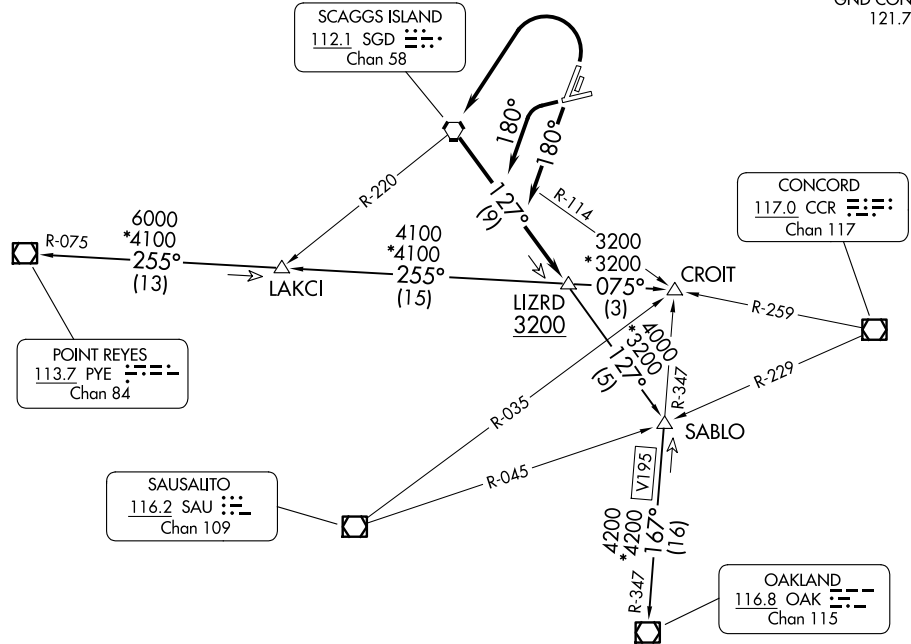 GND CON
121.7
SCAGGS ISLAND
112.1 SGD
Chan 58
180°
180°
127°
(9)
R-220
R-114
CONCORD
117.0 CCR
Chan 117
6000
*4100
R-075
255°
(13)
LAKCI
4100
*4100
255°
(15)
3200
*3200
075°
(3)
CROIT
LIZRD
3200
R-259
4000
*3200
127°
(5)
R-347
R-229
POINT REYES
113.7 PYE
Chan 84
R-035
SABLO
R-045
V195
SAUSALITO
116.2 SAU
Chan 109
4200
*4200
167°
(16)
R-347
OAKLAND
116.8 OAK
Chan 115